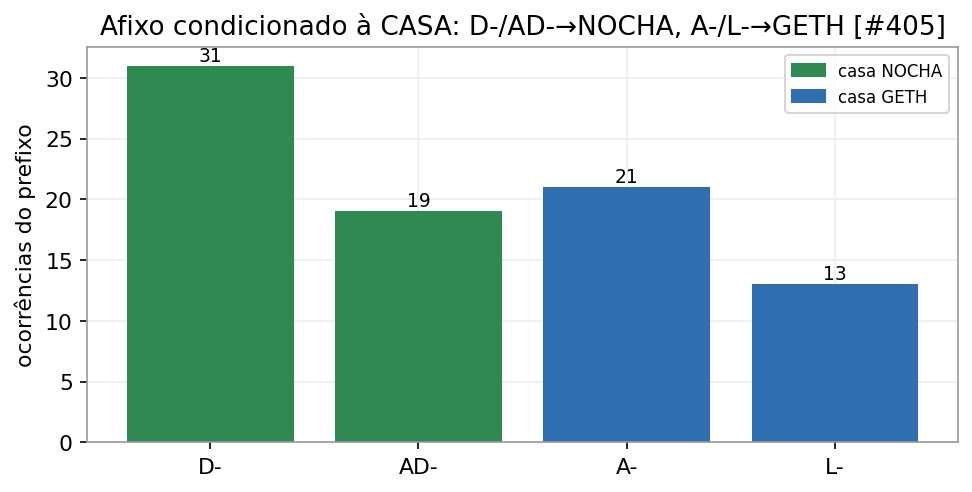 Afixo condicionado à CASA: D-/AD-→NOCHA, A-/L-→GETH [#405]
casa NOCHA
casa GETH
ocorrências do prefixo
30
25
20
15
10
5
0
31
19
21
13
D-
AD-
A-
L-